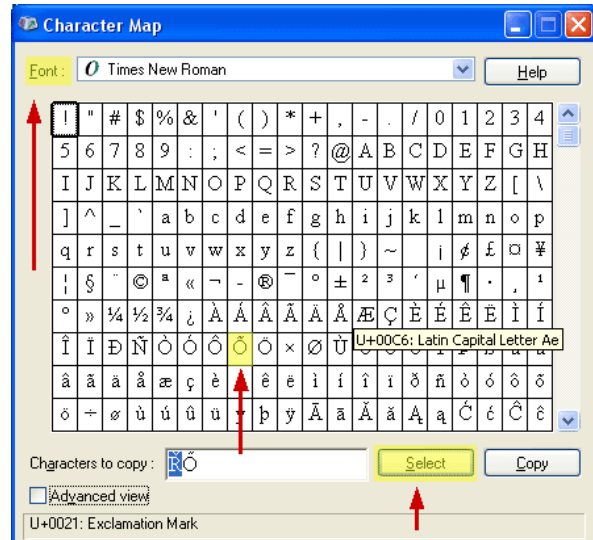 Character Map
Font : O Times New Roman Help
! " # $ % & ' ( ) * + , - . / 0 1 2 3 4
5 6 7 8 9 : ; < = > ? @ A B C D E F G H
I J K L M N O P Q R S T U V W X Y Z [ \
] ^ _ ` a b c d e f g h i j k l m n o p
q r s t u v w x y z { | } ~ ¡ ¢ £ ¤ ¥
¦ § ¨ © ª « ¬ - ® ¯ ° ± ² ³ ´ µ ¶ · ¸ ¹
º » ¼ ½ ¾ ¿ À Á Â Ã Ä Å Æ Ç È É Ê Ë Ì Í
Î Ï Ð Ñ Ò Ó Ô Ő Ö × Ø Ù
U+00C6: Latin Capital Letter Ae
â ã ä å æ ç è ê ë ì í î ï ð ñ ò ó ô õ
ö ÷ ø ù ú û ü þ ÿ Ā ā Ă ă Ą ą Ć ć Ĉ ĉ
Characters to copy : ŘŐ Select Copy
Advanced view
U+0021: Exclamation Mark